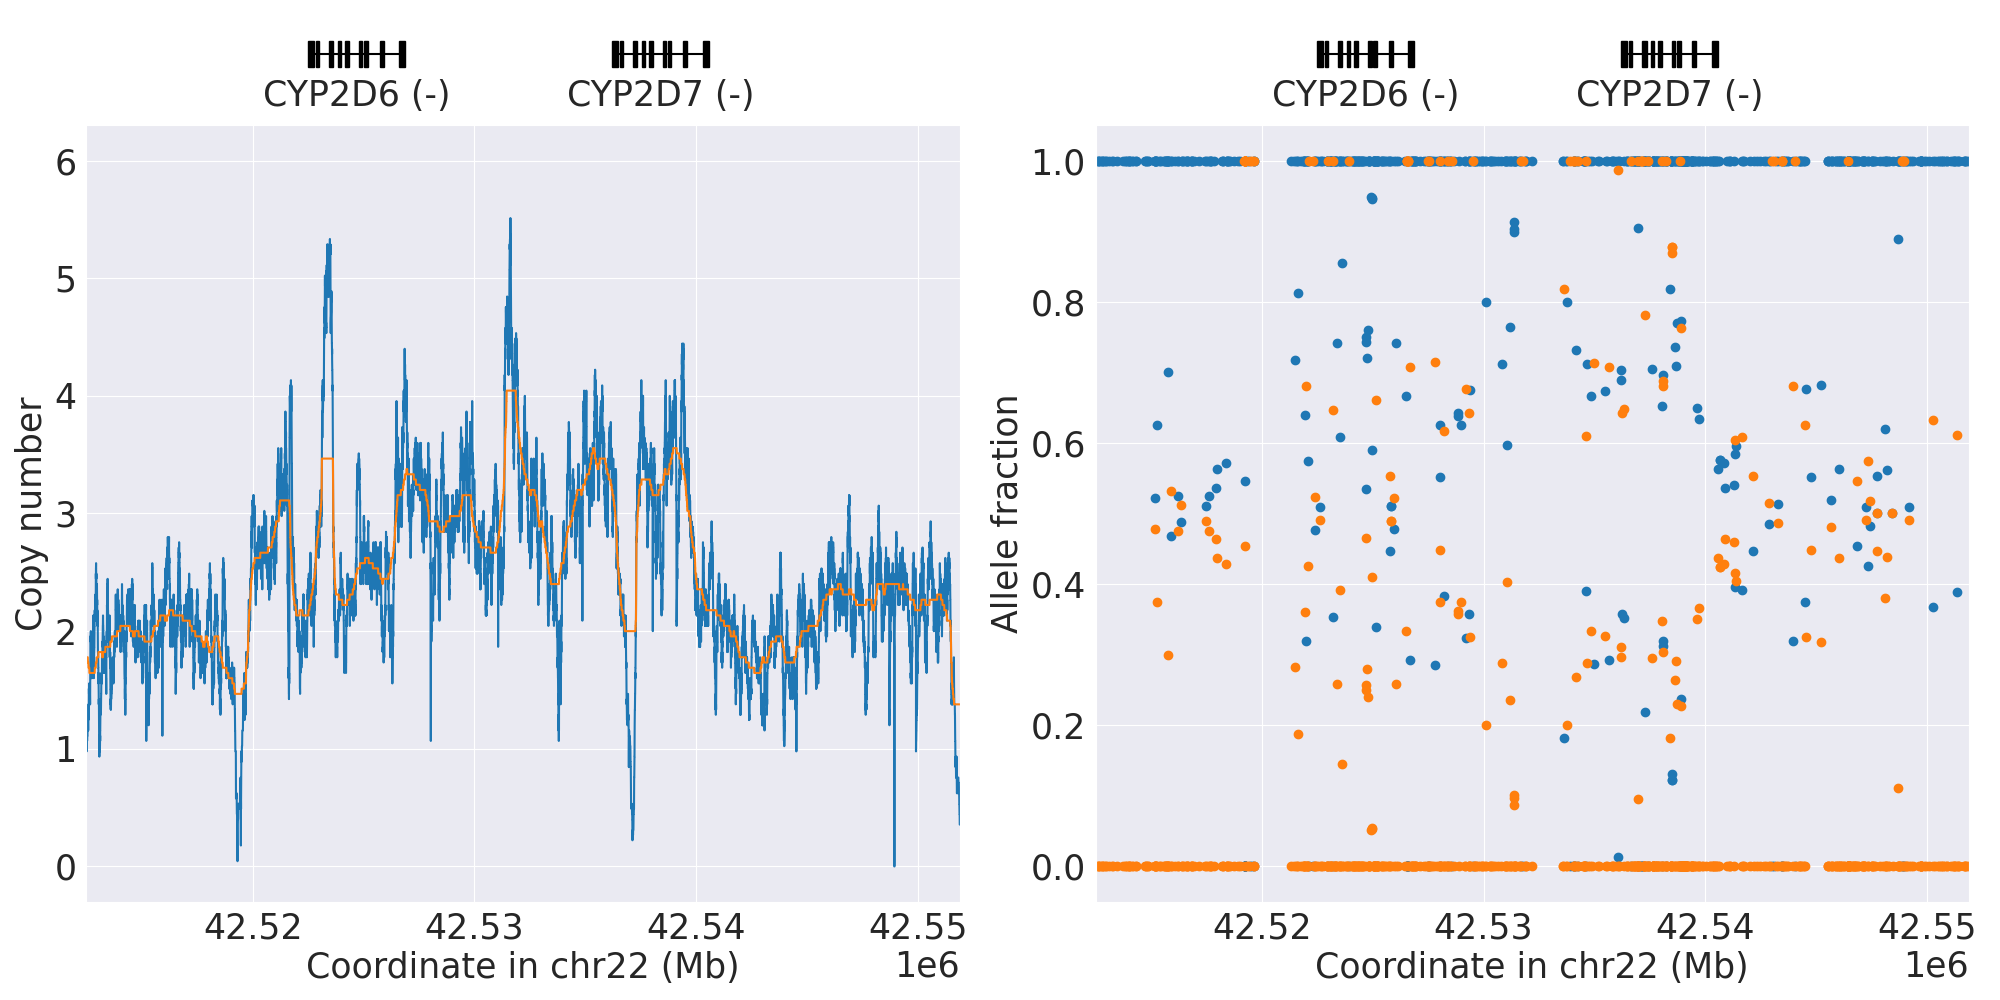 CYP2D6 (-) CYP2D7 (-)
Copy number
6
5
4
3
2
1
0
42.52 42.53 42.54 42.55
Coordinate in chr22 (Mb) 1e6
CYP2D6 (-) CYP2D7 (-)
Allele fraction
1.0
0.8
0.6
0.4
0.2
0.0
42.52 42.53 42.54 42.55
Coordinate in chr22 (Mb) 1e6